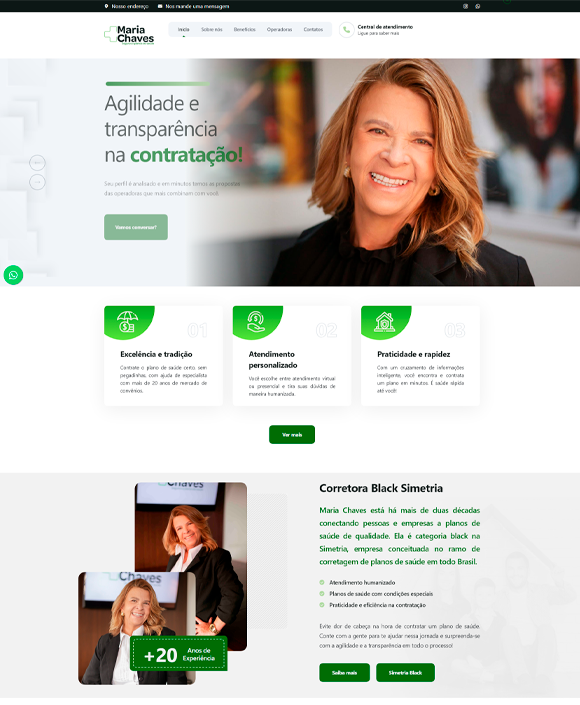 Nosso endereço
Nos mande uma mensagem
Maria
Chaves
Início
Sobre nós
Benefícios
Operadoras
Contatos
Central de atendimento
Ligue para saber mais
Agilidade e
transparência
na contratação!
Seu perfil é analisado e em minutos temos as propostas
das operadoras que mais combinam com você.
Vamos conversar?
01
Excelência e tradição
Contrate o plano de saúde certo, sem
pegadinhas, com ajuda de especialista
com mais de 20 anos de mercado de
convênios.
02
Atendimento
personalizado
Você escolhe entre atendimento virtual
ou presencial e tira suas dúvidas de
maneira humanizada.
03
Praticidade e rapidez
Com um cruzamento de informações
inteligente, você encontra e contrata
um plano em minutos. É saúde rápida
até você!
Ver mais
Chaves
+20
Anos de
Experiência
Corretora Black Simetria
Maria Chaves está há mais de duas décadas
conectando pessoas e empresas a planos de
saúde de qualidade. Ela é categoria black na
Simetria, empresa conceituada no ramo de
corretagem de planos de saúde em todo Brasil.
Atendimento humanizado
Planos de saúde com condições especiais
Praticidade e eficiência na contratação
Evite dor de cabeça na hora de contratar um plano de saúde.
Conte com a gente para te ajudar nessa jornada e surpreenda-se
com a agilidade e a transparência em todo o processo!
Saiba mais
Simetria Black